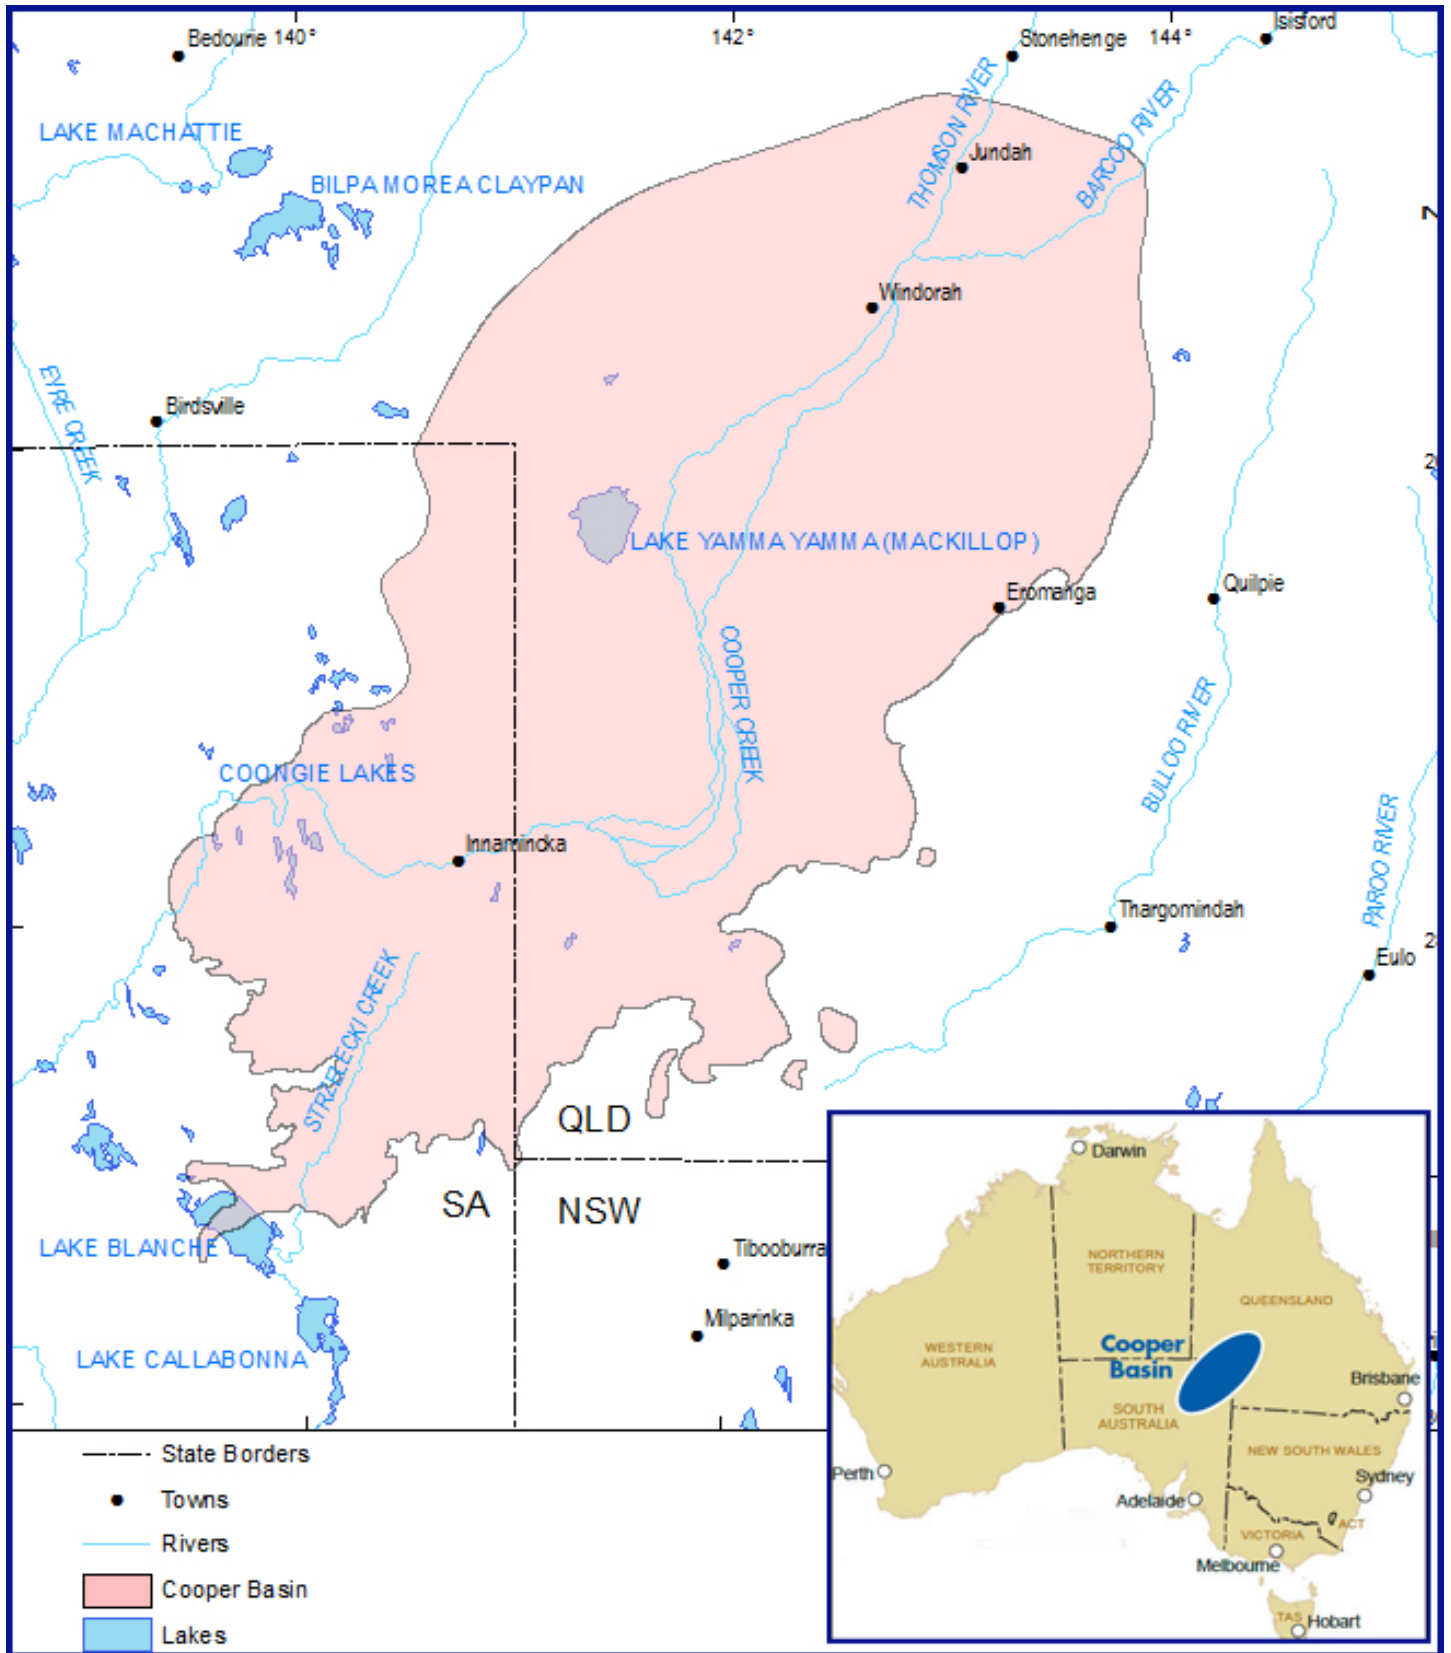 Bedourie
140°
142°
144°
Isisford
Stonehenge
LAKE MACHATTIE
THOMSON RIVER
BARCOO RIVER
Jundah
BILPA MOREA CLAYPAN
Windorah
EYRE CREEK
Birdsville
LAKE YAMMA YAMMA (MACKILLOP)
Eromanga
Quilpie
COOPER CREEK
BULLOO RIVER
COONGIE LAKES
Innamincka
PAROO RIVER
Thargomindah
Eulo
STRZELECKI CREEK
QLD
SA
NSW
LAKE BLANCHE
Tibooburra
Milparinka
LAKE CALLABONNA
State Borders
Towns
Rivers
Cooper Basin
Lakes
Darwin
NORTHERN
TERRITORY
QUEENSLAND
WESTERN
AUSTRALIA
Cooper
Basin
SOUTH
AUSTRALIA
Brisbane
NEW SOUTH WALES
Perth
Adelaide
Sydney
ACT
VICTORIA
Melbourne
TAS
Hobart